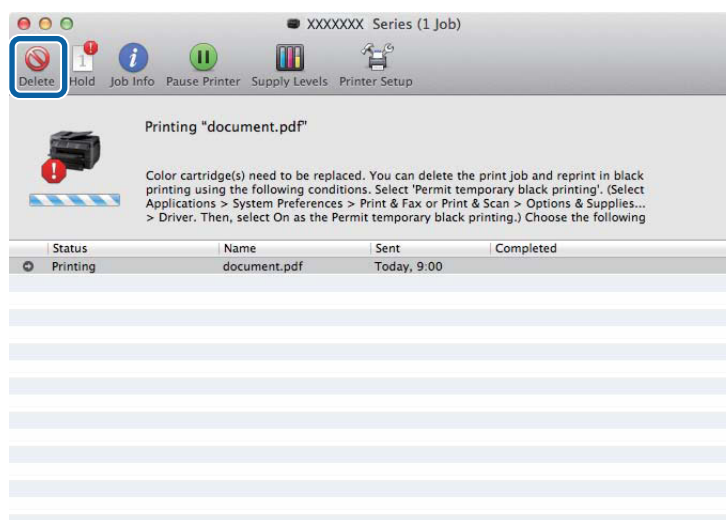 XXXXXXX Series (1 Job)
Delete Hold Job Info Pause Printer Supply Levels Printer Setup
Printing "document.pdf"
Color cartridge(s) need to be replaced. You can delete the print job and reprint in black
printing using the following conditions. Select 'Permit temporary black printing'. (Select
Applications > System Preferences > Print & Fax or Print & Scan > Options & Supplies...
> Driver. Then, select On as the Permit temporary black printing.) Choose the following
Status Name Sent Completed
Printing document.pdf Today, 9:00